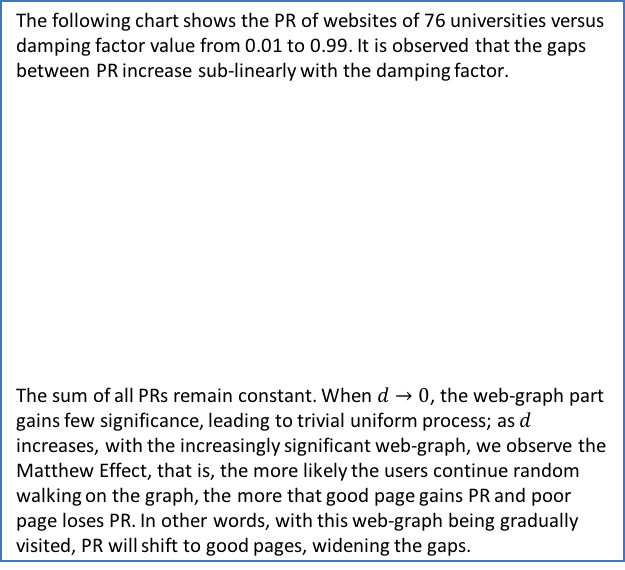 The following chart shows the PR of websites of 76 universities versus
damping factor value from 0.01 to 0.99. It is observed that the gaps
between PR increase sub-linearly with the damping factor.
The sum of all PRs remain constant. When d → 0, the web-graph part
gains few significance, leading to trivial uniform process; as d
increases, with the increasingly significant web-graph, we observe the
Matthew Effect, that is, the more likely the users continue random
walking on the graph, the more that good page gains PR and poor
page loses PR. In other words, with this web-graph being gradually
visited, PR will shift to good pages, widening the gaps.